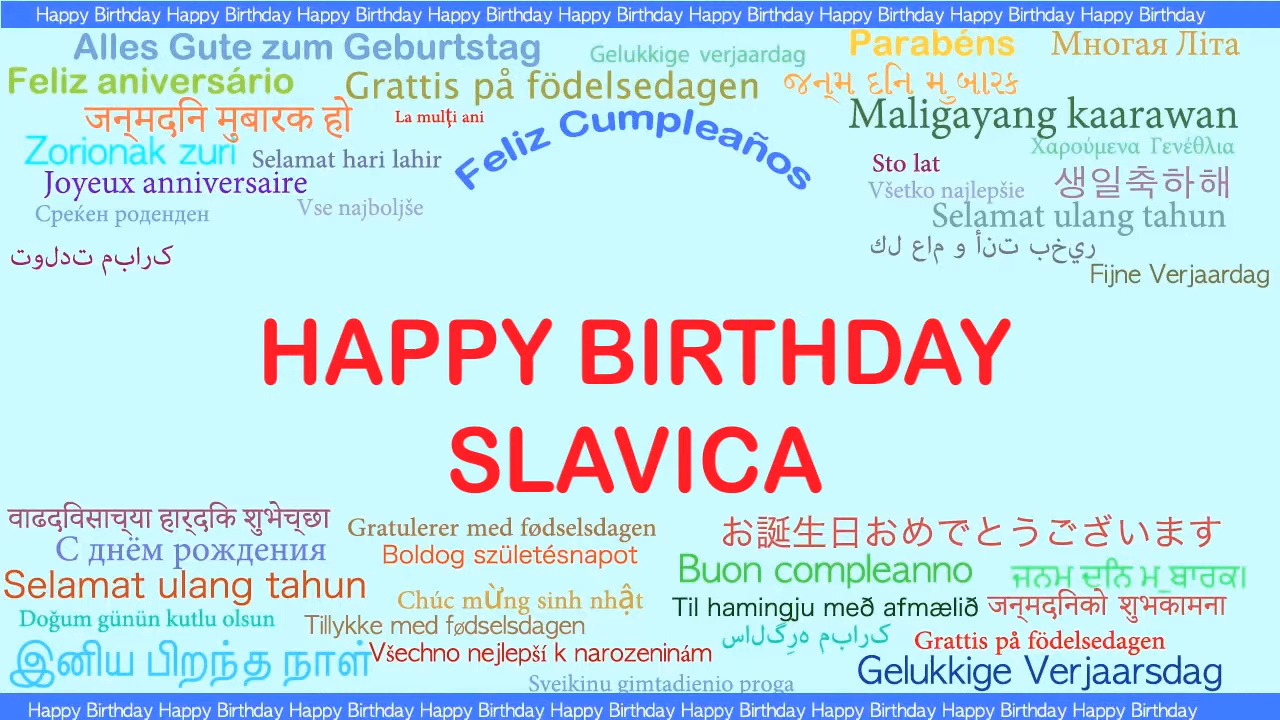 Happy Birthday Happy Birthday Happy Birthday Happy Birthday Happy Birthday Happy Birthday Happy Birthday Happy Birthday Happy Birthday
Alles Gute zum Geburtstag
Gelukkige verjaardag
Parabéns
Многая Літа
Feliz aniversário
Grattis på födelsedagen
જન્મ દિન મુબારક
जन्मदिन मुबारक हो
La mulţi ani
Feliz Cumpleaños
Maligayang kaarawan
Zorionak zuri
Selamat hari lahir
Χαρούμενα Γενέθλια
Sto lat
Joyeux anniversaire
Všetko najlepšie
생일축하해
Среќен роденден
Vse najboljše
Selamat ulang tahun
تولدت مبارک
كل عام و أنت بخير
Fijne Verjaardag
HAPPY BIRTHDAY
SLAVICA
वाढदिवसाच्या हार्दिक शुभेच्छा
Gratulerer med fødselsdagen
お誕生日おめでとうございます
С днём рождения
Boldog születésnapot
Buon compleanno
ਜਨਮ ਦਿਨ ਮੁਬਾਰਕ।
Selamat ulang tahun
Chúc mừng sinh nhật
Til hamingju með afmælið
जन्मदिनको शुभकामना
Doğum günün kutlu olsun
Tillykke med fødselsdagen
سالگرہ مبارک
Grattis på födelsedagen
இனிய பிறந்த நாள்
Všechno nejlepší k narozeninám
Gelukkige Verjaarsdag
Sveikinu gimtadienio proga
Happy Birthday Happy Birthday Happy Birthday Happy Birthday Happy Birthday Happy Birthday Happy Birthday Happy Birthday Happy Birthday